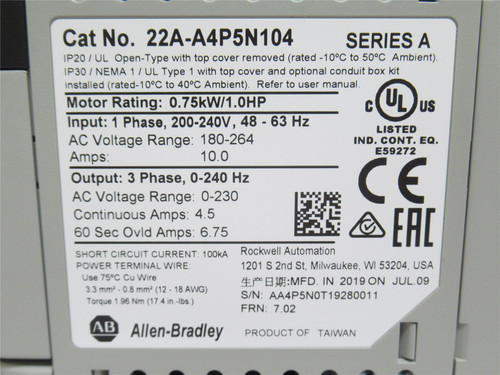 Cat No. 22A-A4P5N104 SERIES A
IP20 / UL Open-Type with top cover removed (rated -10°C to 50°C Ambient).
IP30 / NEMA 1 / UL Type 1 with top cover and optional conduit box kit
installed (rated-10°C to 40°C Ambient). Refer to user manual.
Motor Rating: 0.75kW/1.0HP
Input: 1 Phase, 200-240V, 48 - 63 Hz
AC Voltage Range: 180-264
Amps: 10.0
C UL US
LISTED
IND. CONT. EQ.
E59272
CE
EAC
Output: 3 Phase, 0-240 Hz
AC Voltage Range: 0-230
Continuous Amps: 4.5
60 Sec Ovld Amps: 6.75
SHORT CIRCUIT CURRENT: 100kA
POWER TERMINAL WIRE:
Use 75°C Cu Wire
3.3 mm² - 0.8 mm² (12 - 18 AWG)
Torque 1.96 Nm (17.4 in.-lbs.)
Rockwell Automation
1201 S 2nd St, Milwaukee, WI 53204, USA
生产日期:MFD. IN 2019 ON JUL.09
S/N: AA4P5N0T19280011
FRN: 7.02
AB Allen-Bradley
PRODUCT OF TAIWAN